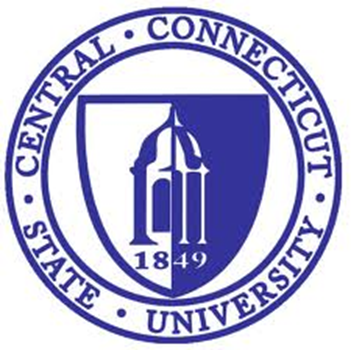 CENTRAL · CONNECTICUT
· STATE · UNIVERSITY ·
1849